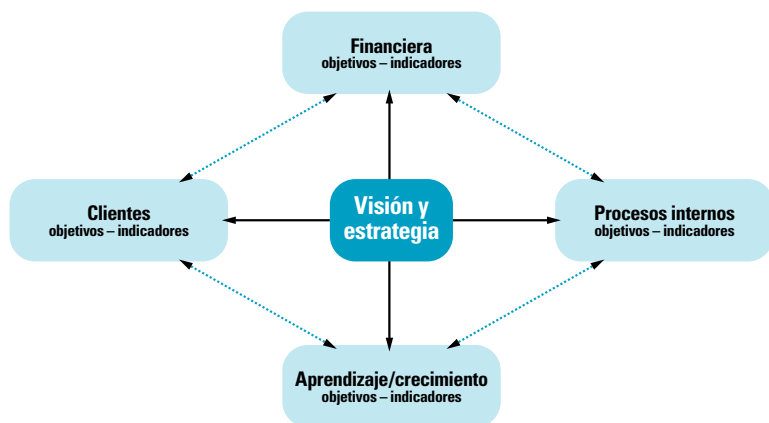 Financiera
objetivos – indicadores
Clientes
objetivos – indicadores
Visión y
estrategia
Procesos internos
objetivos – indicadores
Aprendizaje/crecimiento
objetivos – indicadores